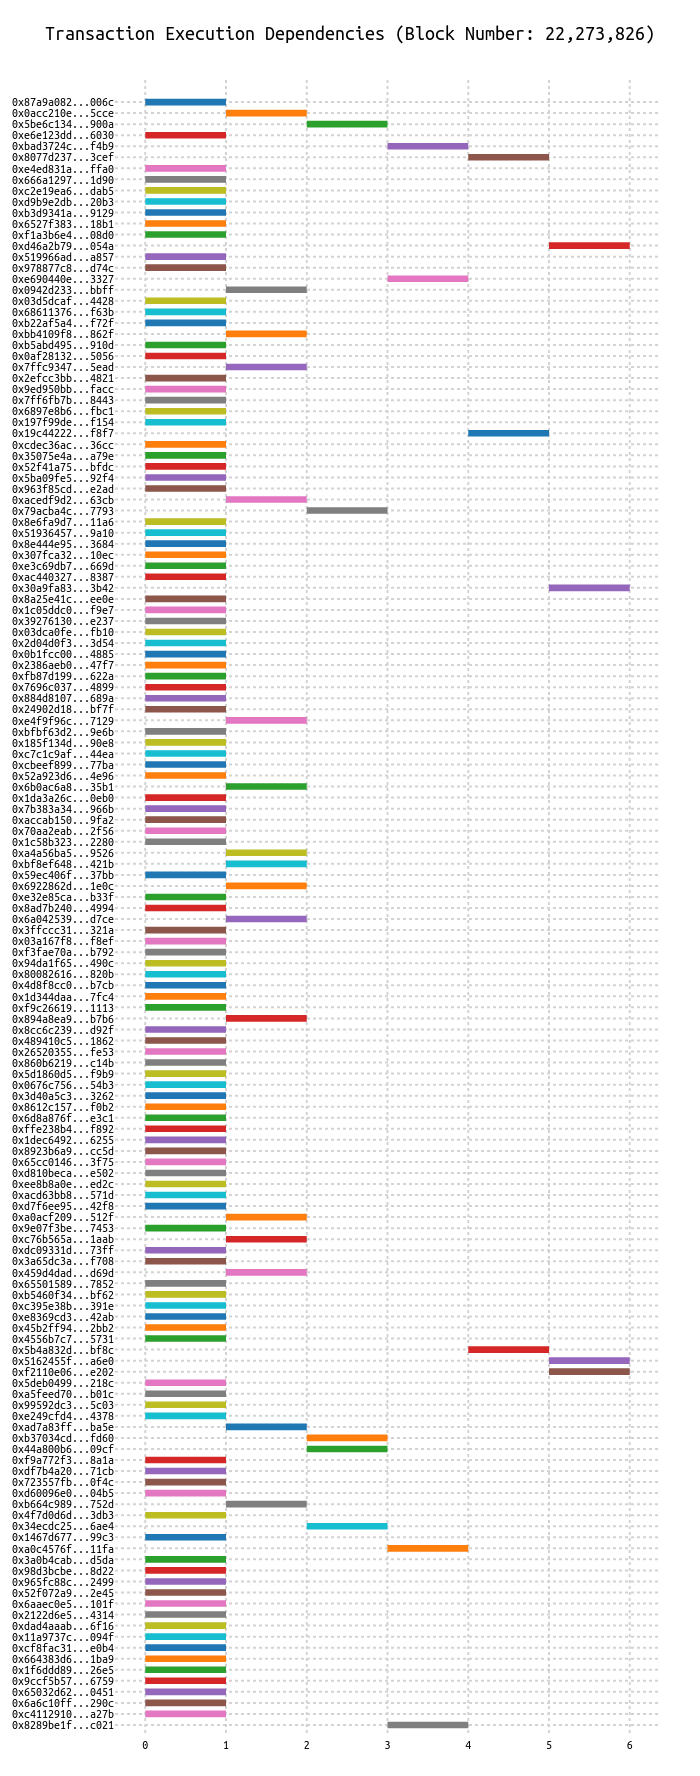 Transaction Execution Dependencies (Block Number: 22,273,826)
0x87a9a082...006c
0x0acc210e...5cce
0x5be6c134...900a
0xe6e123dd...6030
0xbad3724c...f4b9
0x8077d237...3cef
0xe4ed831a...ffa0
0x666a1297...1d90
0xc2e19ea6...dab5
0xd9b9e2db...20b3
0xb3d9341a...9129
0x6527f383...18b1
0xf1a3b6e4...08d0
0xd46a2b79...054a
0x519966ad...a857
0x978877c8...d74c
0xe690440e...3327
0x0942d233...bbff
0x03d5dcaf...4428
0x68611376...f63b
0xb22af5a4...f72f
0xbb4109f8...862f
0xb5abd495...910d
0x0af28132...5056
0x7ffc9347...5ead
0x2efcc3bb...4821
0x9ed950bb...facc
0x7ff6fb7b...8443
0x6897e8b6...fbc1
0x197f99de...f154
0x19c44222...f8f7
0xcdec36ac...36cc
0x35075e4a...a79e
0x52f41a75...bfdc
0x5ba09fe5...92f4
0x963f85cd...e2ad
0xacedf9d2...63cb
0x79acba4c...7793
0x8e6fa9d7...11a6
0x51936457...9a10
0x8e444e95...3684
0x307fca32...10ec
0xe3c69db7...669d
0xac440327...8387
0x30a9fa83...3b42
0x8a25e41c...ee0e
0x1c05ddc0...f9e7
0x39276130...e237
0x03dca0fe...fb10
0x2d04d0f3...3d54
0x0b1fcc00...4885
0x2386aeb0...47f7
0xfb87d199...622a
0x7696c037...4899
0x884d8107...689a
0x24902d18...bf7f
0xe4f9f96c...7129
0xbfbf63d2...9e6b
0x185f134d...90e8
0xc7c1c9af...44ea
0xcbeef899...77ba
0x52a923d6...4e96
0x6b0ac6a8...35b1
0x1da3a26c...0eb0
0x7b383a34...966b
0xaccab150...9fa2
0x70aa2eab...2f56
0x1c58b323...2280
0xa4a56ba5...9526
0xbf8ef648...421b
0x59ec406f...37bb
0x6922862d...1e0c
0xe32e85ca...b33f
0x8ad7b240...4994
0x6a042539...d7ce
0x3ffccc31...321a
0x03a167f8...f8ef
0xf3fae70a...b792
0x94da1f65...490c
0x80082616...820b
0x4d8f8cc0...b7cb
0x1d344daa...7fc4
0xf9c26619...1113
0x894a8ea9...b7b6
0x8cc6c239...d92f
0x489410c5...1862
0x26520355...fe53
0x860b6219...c14b
0x5d1860d5...f9b9
0x0676c756...54b3
0x3d40a5c3...3262
0x8612c157...f0b2
0x6d8a876f...e3c1
0xffe238b4...f892
0x1dec6492...6255
0x8923b6a9...cc5d
0x65cc0146...3f75
0xd810beca...e502
0xee8b8a0e...ed2c
0xacd63bb8...571d
0xd7f6ee95...42f8
0xa0acf209...512f
0x9e07f3be...7453
0xc76b565a...1aab
0xdc09331d...73ff
0x3a65dc3a...f708
0x459d4dad...d69d
0x65501589...7852
0xb5460f34...bf62
0xc395e38b...391e
0xe8369cd3...42ab
0x45b2ff94...2bb2
0x4556b7c7...5731
0x5b4a832d...bf8c
0x5162455f...a6e0
0xf2110e06...e202
0x5deb0499...218c
0xa5feed70...b01c
0x99592dc3...5c03
0xe249cfd4...4378
0xad7a83ff...ba5e
0xb37034cd...fd60
0x44a800b6...09cf
0xf9a772f3...8a1a
0xdf7b4a20...71cb
0x723557fb...0f4c
0xd60096e0...04b5
0xb664c989...752d
0x4f7d0d6d...3db3
0x34ecdc25...6ae4
0x1467d677...99c3
0xa0c4576f...11fa
0x3a0b4cab...d5da
0x98d3bcbe...8d22
0x965fc88c...2499
0x52f072a9...2e45
0x6aaec0e5...101f
0x2122d6e5...4314
0xdad4aaab...6f16
0x11a9737c...094f
0xcf8fac31...e0b4
0x664383d6...1ba9
0x1f6ddd89...26e5
0x9ccf5b57...6759
0x65032d62...0451
0x6a6c10ff...290c
0xc4112910...a27b
0x8289be1f...c021
0 1 2 3 4 5 6